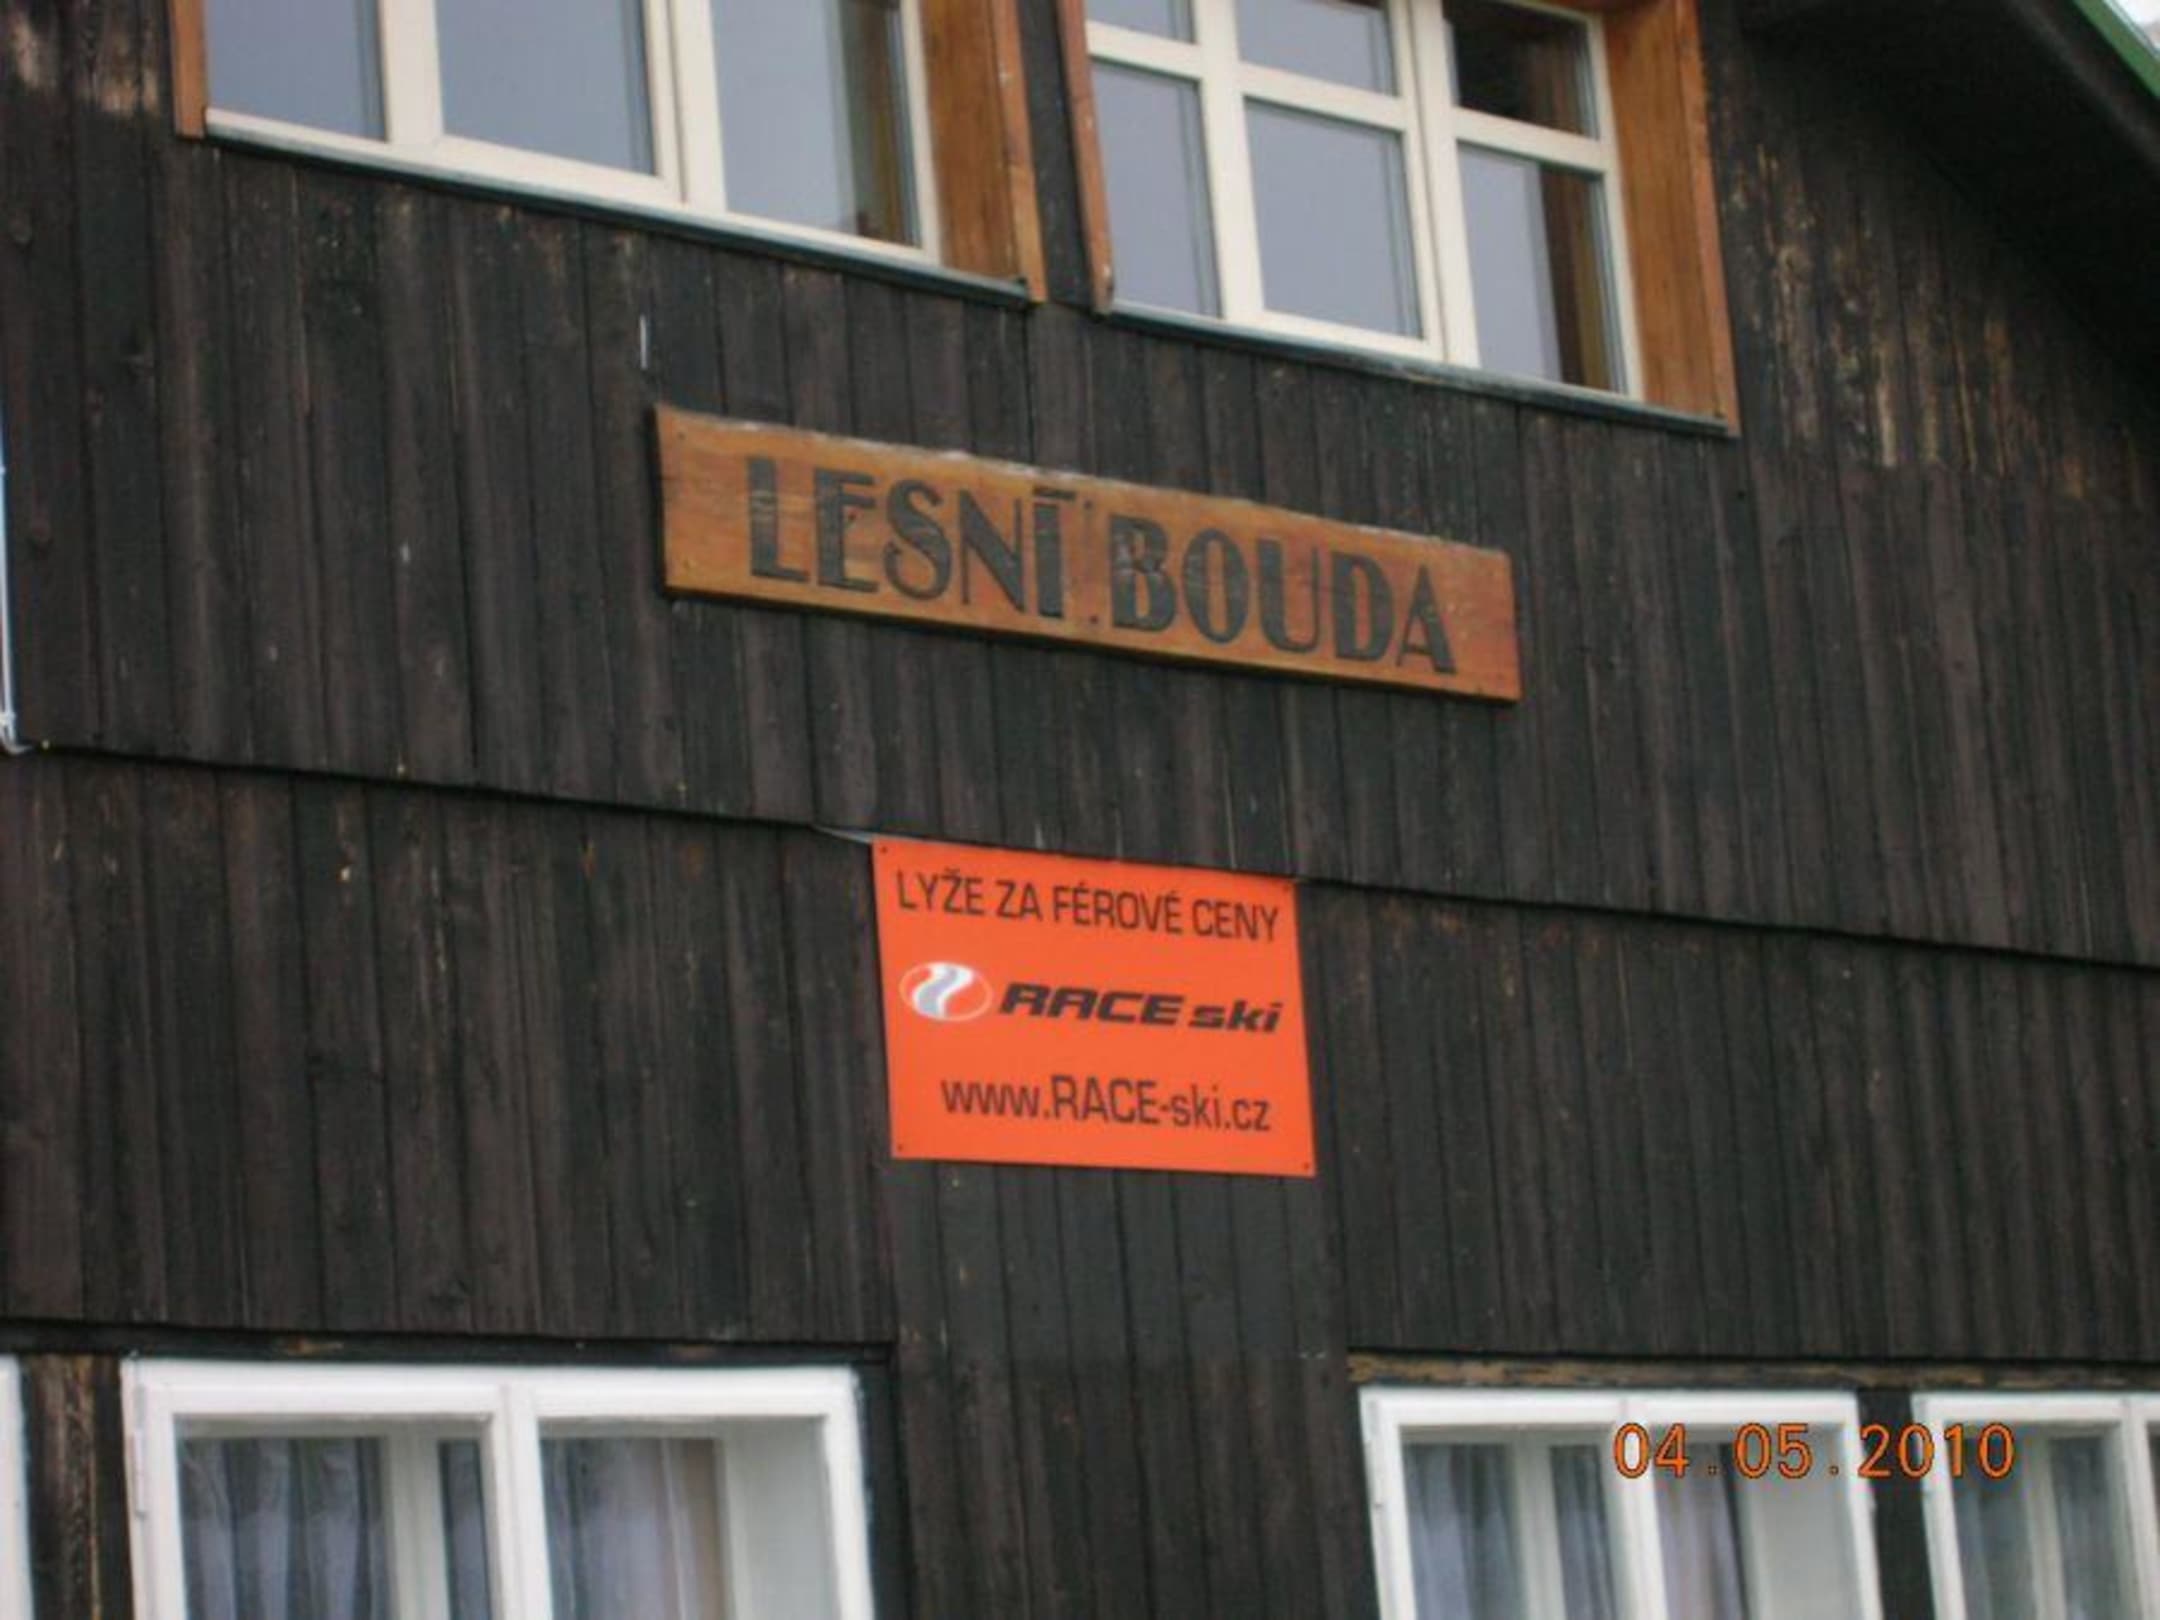 LESNÍ BOUDA
LYŽE ZA FÉROVÉ CENY
RACE ski
www.RACE-ski.cz
04.05.2010